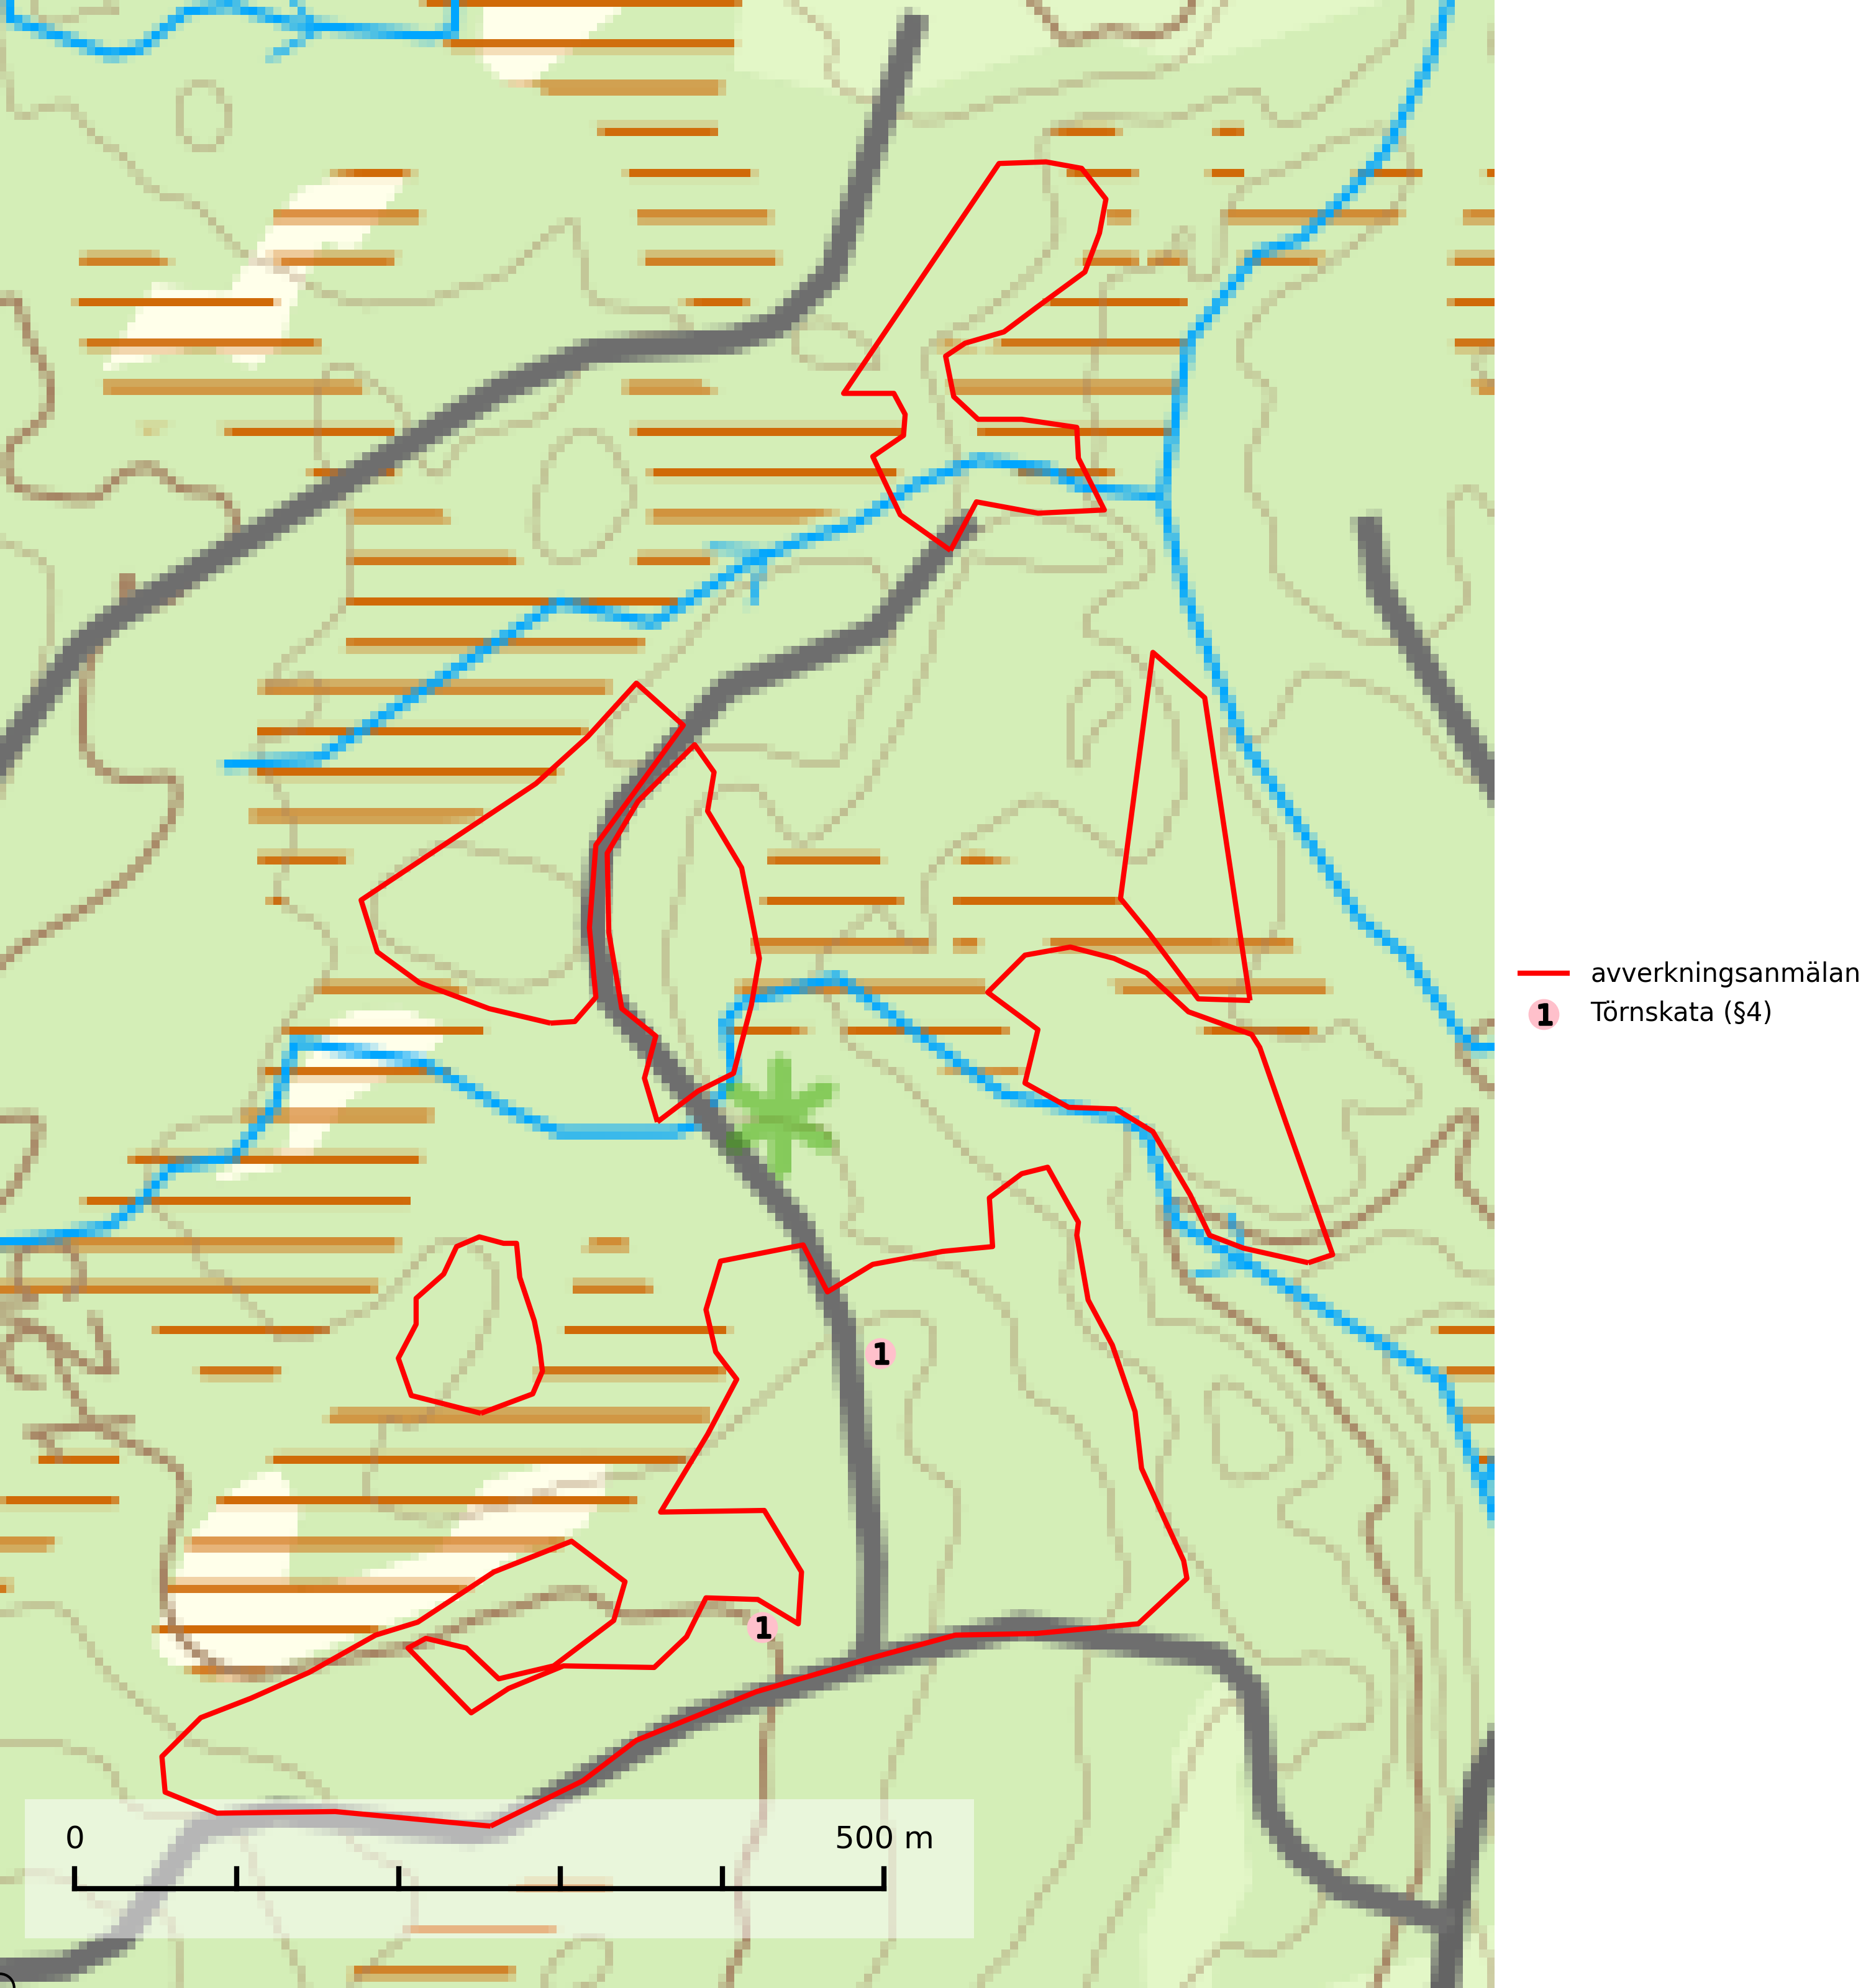 avverkningsanmälan
1 Törnskata (§4)
1
1
0 500 m